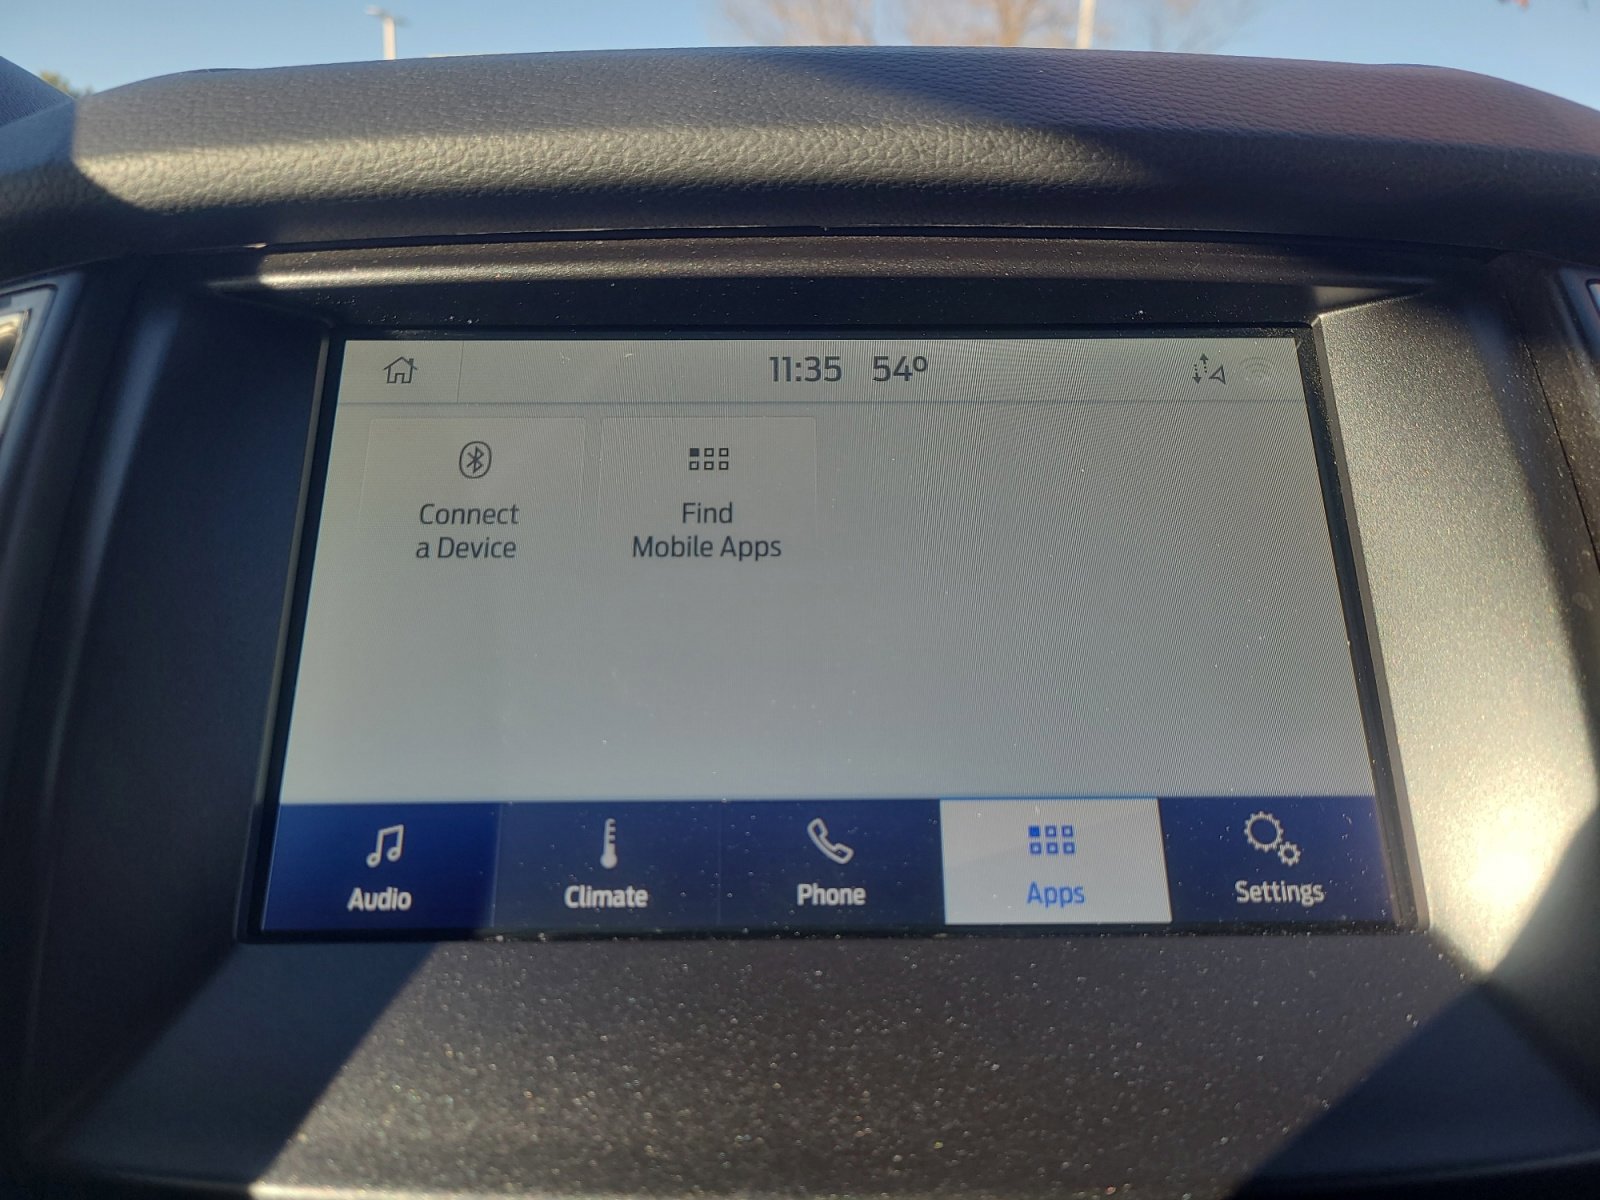 11:35 54°
Connect
a Device
Find
Mobile Apps
Audio
Climate
Phone
Apps
Settings